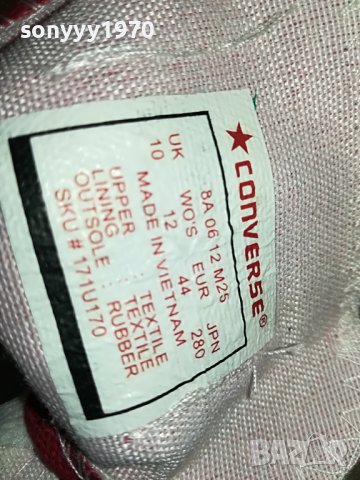 sonyyy1970
CONVERSE®
8A 06 12 M25
UK WO'S EUR JPN
10 12 44 280
MADE IN VIETNAM
UPPER : TEXTILE
LINING : TEXTILE
OUTSOLE : RUBBER
SKU # 171U170
BAZAR